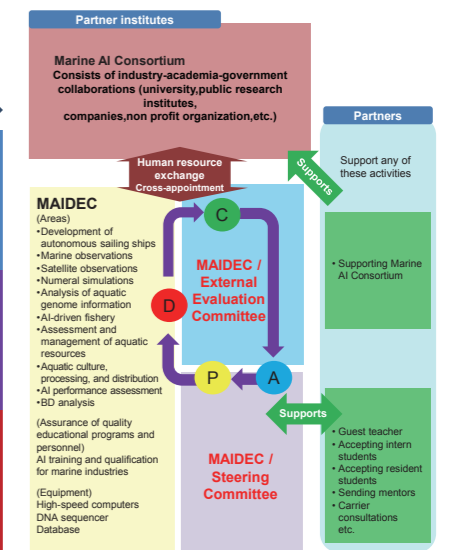 Partner institutes
Marine AI Consortium
Consists of industry-academia-government
collaborations (university,public research
institutes,
companies,non profit organization,etc.)
Human resource
exchange
Cross-appointment
Partners
Support any of
these activities
Supports
• Supporting Marine
AI Consortium
MAIDEC
(Areas)
•Development of
autonomous sailing ships
•Marine observations
•Satellite observations
•Numeral simulations
•Analysis of aquatic
genome information
•AI-driven fishery
•Assessment and
management of aquatic
resources
•Aquatic culture,
processing, and distribution
•AI performance assessment
•BD analysis
(Assurance of quality
educational programs and
personnel)
AI training and qualification
for marine industries
(Equipment)
High-speed computers
DNA sequencer
Database
C
MAIDEC /
External
Evaluation
Committee
D
P
A
MAIDEC /
Steering
Committee
Supports
• Guest teacher
• Accepting intern
students
• Accepting resident
students
• Sending mentors
• Carrier
consultations
etc.